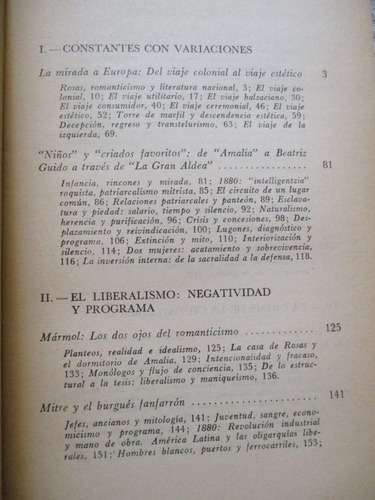 I. — CONSTANTES CON VARIACIONES
La mirada a Europa: Del viaje colonial al viaje estético 3
Rosas, romanticismo y literatura nacional, 3; El viaje co-
lonial, 10; El viaje utilitario, 17; El viaje balzaciano, 30;
El viaje consumidor, 40; El viaje ceremonial, 46; El viaje
estético, 52; Torre de marfil y descendencia estética, 59;
Decepción, regreso y transtelurismo, 63; El viaje de la
izquierda, 69.
"Niños" y "criados favoritos": de "Amalia" a Beatriz
Guido a través de "La Gran Aldea" ............ 81
Infancia, rincones y mirada, 81; 1880: "intelligentzia"
roquista, patriarcalismo mitrista, 85; El circuito de un lugar
común, 86; Relaciones patriarcales y panteón, 89; Esclava-
tura y piedad: salario, tiempo y silencio, 92; Naturalismo,
herencia y purificación, 96; Crisis y concesiones, 98; Des-
plazamiento y reivindicación, 100; Lugones, diagnóstico y
programa, 106; Extinción y mito, 110; Interiorización y
silencio, 114; Dos mujeres: acatamiento y sobrevivencia,
116; La inversión interna: de la sacralidad a la defensa, 118.
II. — EL LIBERALISMO: NEGATIVIDAD
Y PROGRAMA
Mármol: Los dos ojos del romanticismo ............. 125
Planteos, realidad e idealismo, 125; La casa de Rosas y
el dormitorio de Amalia, 129; Intencionalidad y fracaso,
133; Monólogos y flujo de conciencia, 135; De lo estructural
a la tesis: liberalismo y maniqueísmo, 136.
Mitre y el burgués fanfarrón ...................... 141
Jefes, ancianos y mitología, 141; Juventud, sangre, econo-
micismo y programa, 144; 1880: Revolución industrial
y mano de obra. América Latina y las oligarquías libe-
rales, 151; Hombres blancos, puertos y ferrocarriles, 153;